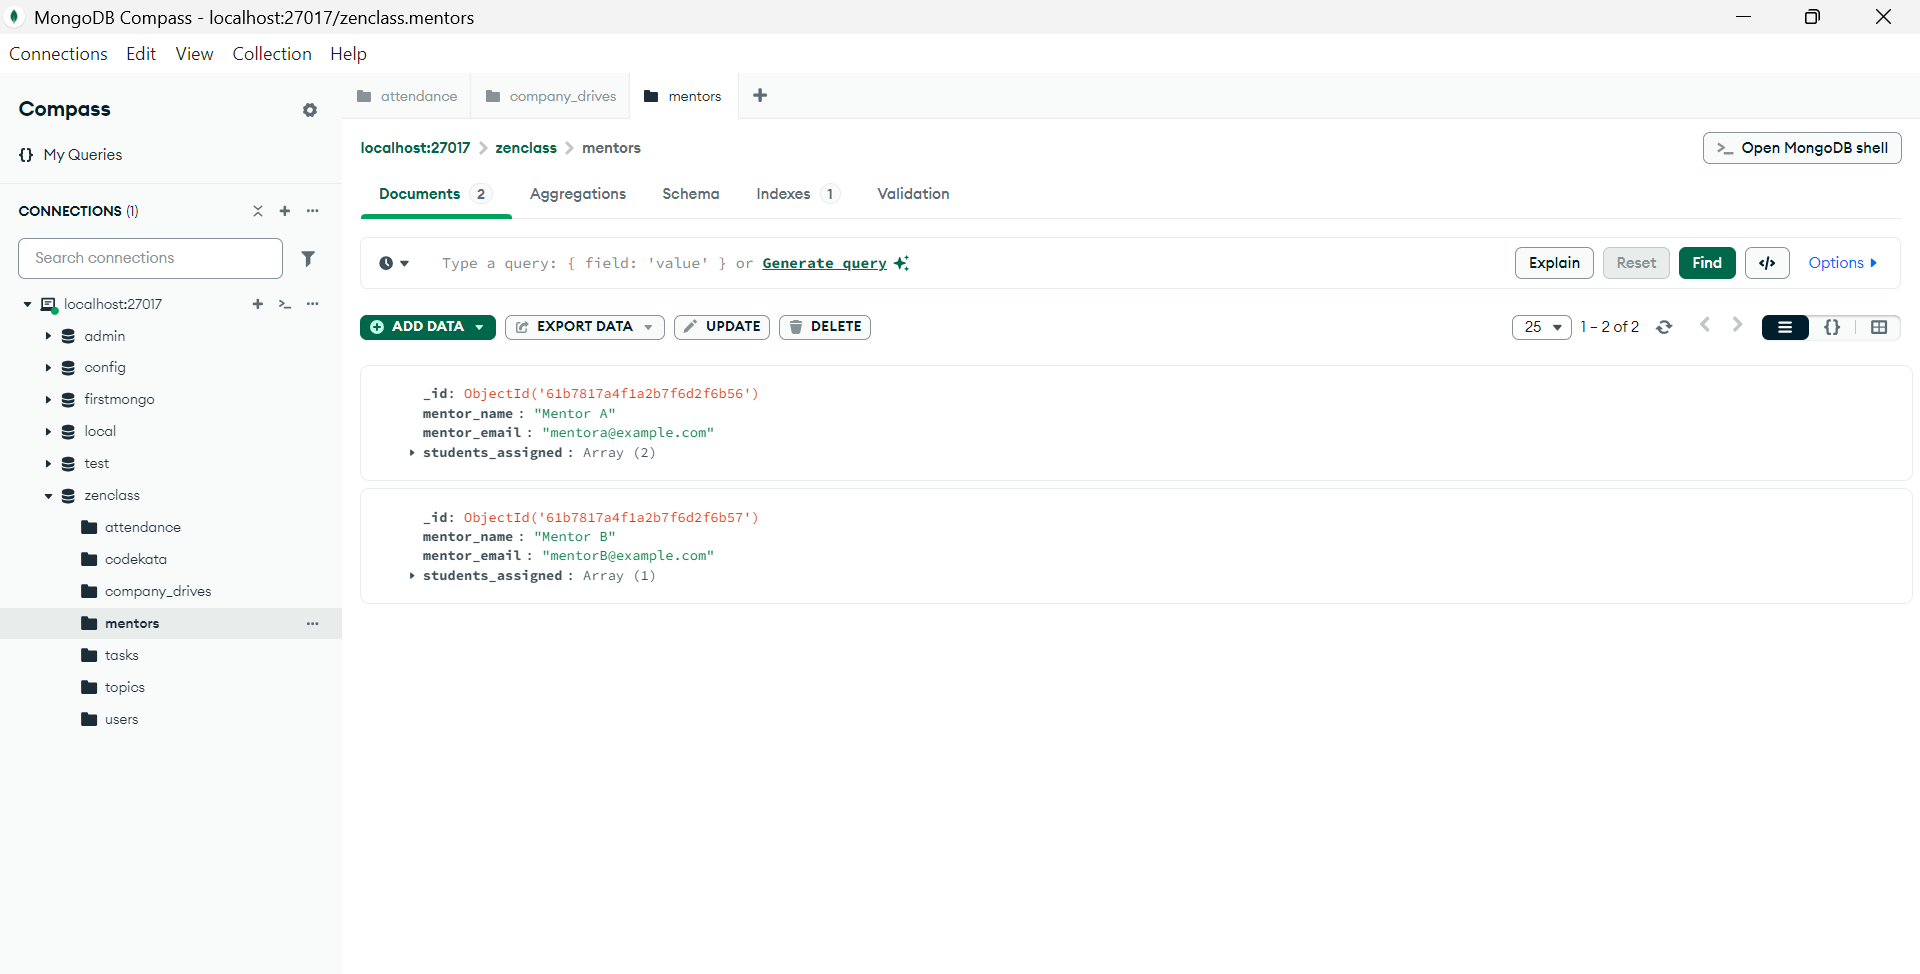 MongoDB Compass - localhost:27017/zenclass.mentors
Connections Edit View Collection Help
Compass
{} My Queries
CONNECTIONS (1)
Search connections
localhost:27017
admin
config
firstmongo
local
test
zenclass
attendance
codekata
company_drives
mentors
tasks
topics
users
attendance company_drives mentors
localhost:27017 > zenclass > mentors
>_ Open MongoDB shell
Documents 2 Aggregations Schema Indexes 1 Validation
Type a query: { field: 'value' } or Generate query
Explain Reset Find </> Options
ADD DATA EXPORT DATA UPDATE DELETE
25 1 – 2 of 2 {}
_id: ObjectId('61b7817a4f1a2b7f6d2f6b56')
mentor_name : "Mentor A"
mentor_email : "mentora@example.com"
students_assigned : Array (2)
_id: ObjectId('61b7817a4f1a2b7f6d2f6b57')
mentor_name : "Mentor B"
mentor_email : "mentorB@example.com"
students_assigned : Array (1)